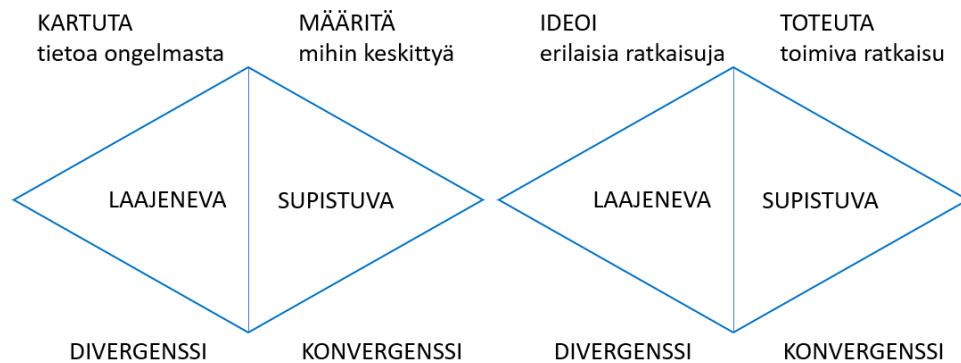 KARTUTA
tietoa ongelmasta
MÄÄRITÄ
mihin keskittyä
IDEOI
erilaisia ratkaisuja
TOTEUTA
toimiva ratkaisu
LAAJENEVA
SUPISTUVA
LAAJENEVA
SUPISTUVA
DIVERGENSSI
KONVERGENSSI
DIVERGENSSI
KONVERGENSSI